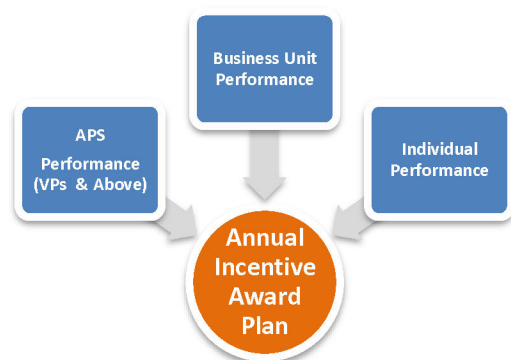 Business Unit
Performance
APS
Performance
(VPs & Above)
Individual
Performance
Annual
Incentive
Award
Plan